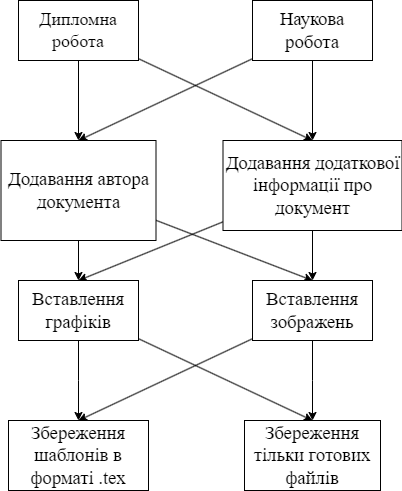 Дипломна
робота
Наукова
робота
Додавання автора
документа
Додавання додаткової
інформації про
документ
Вставлення
графіків
Вставлення
зображень
Збереження
шаблонів в
форматі .tex
Збереження
тільки готових
файлів